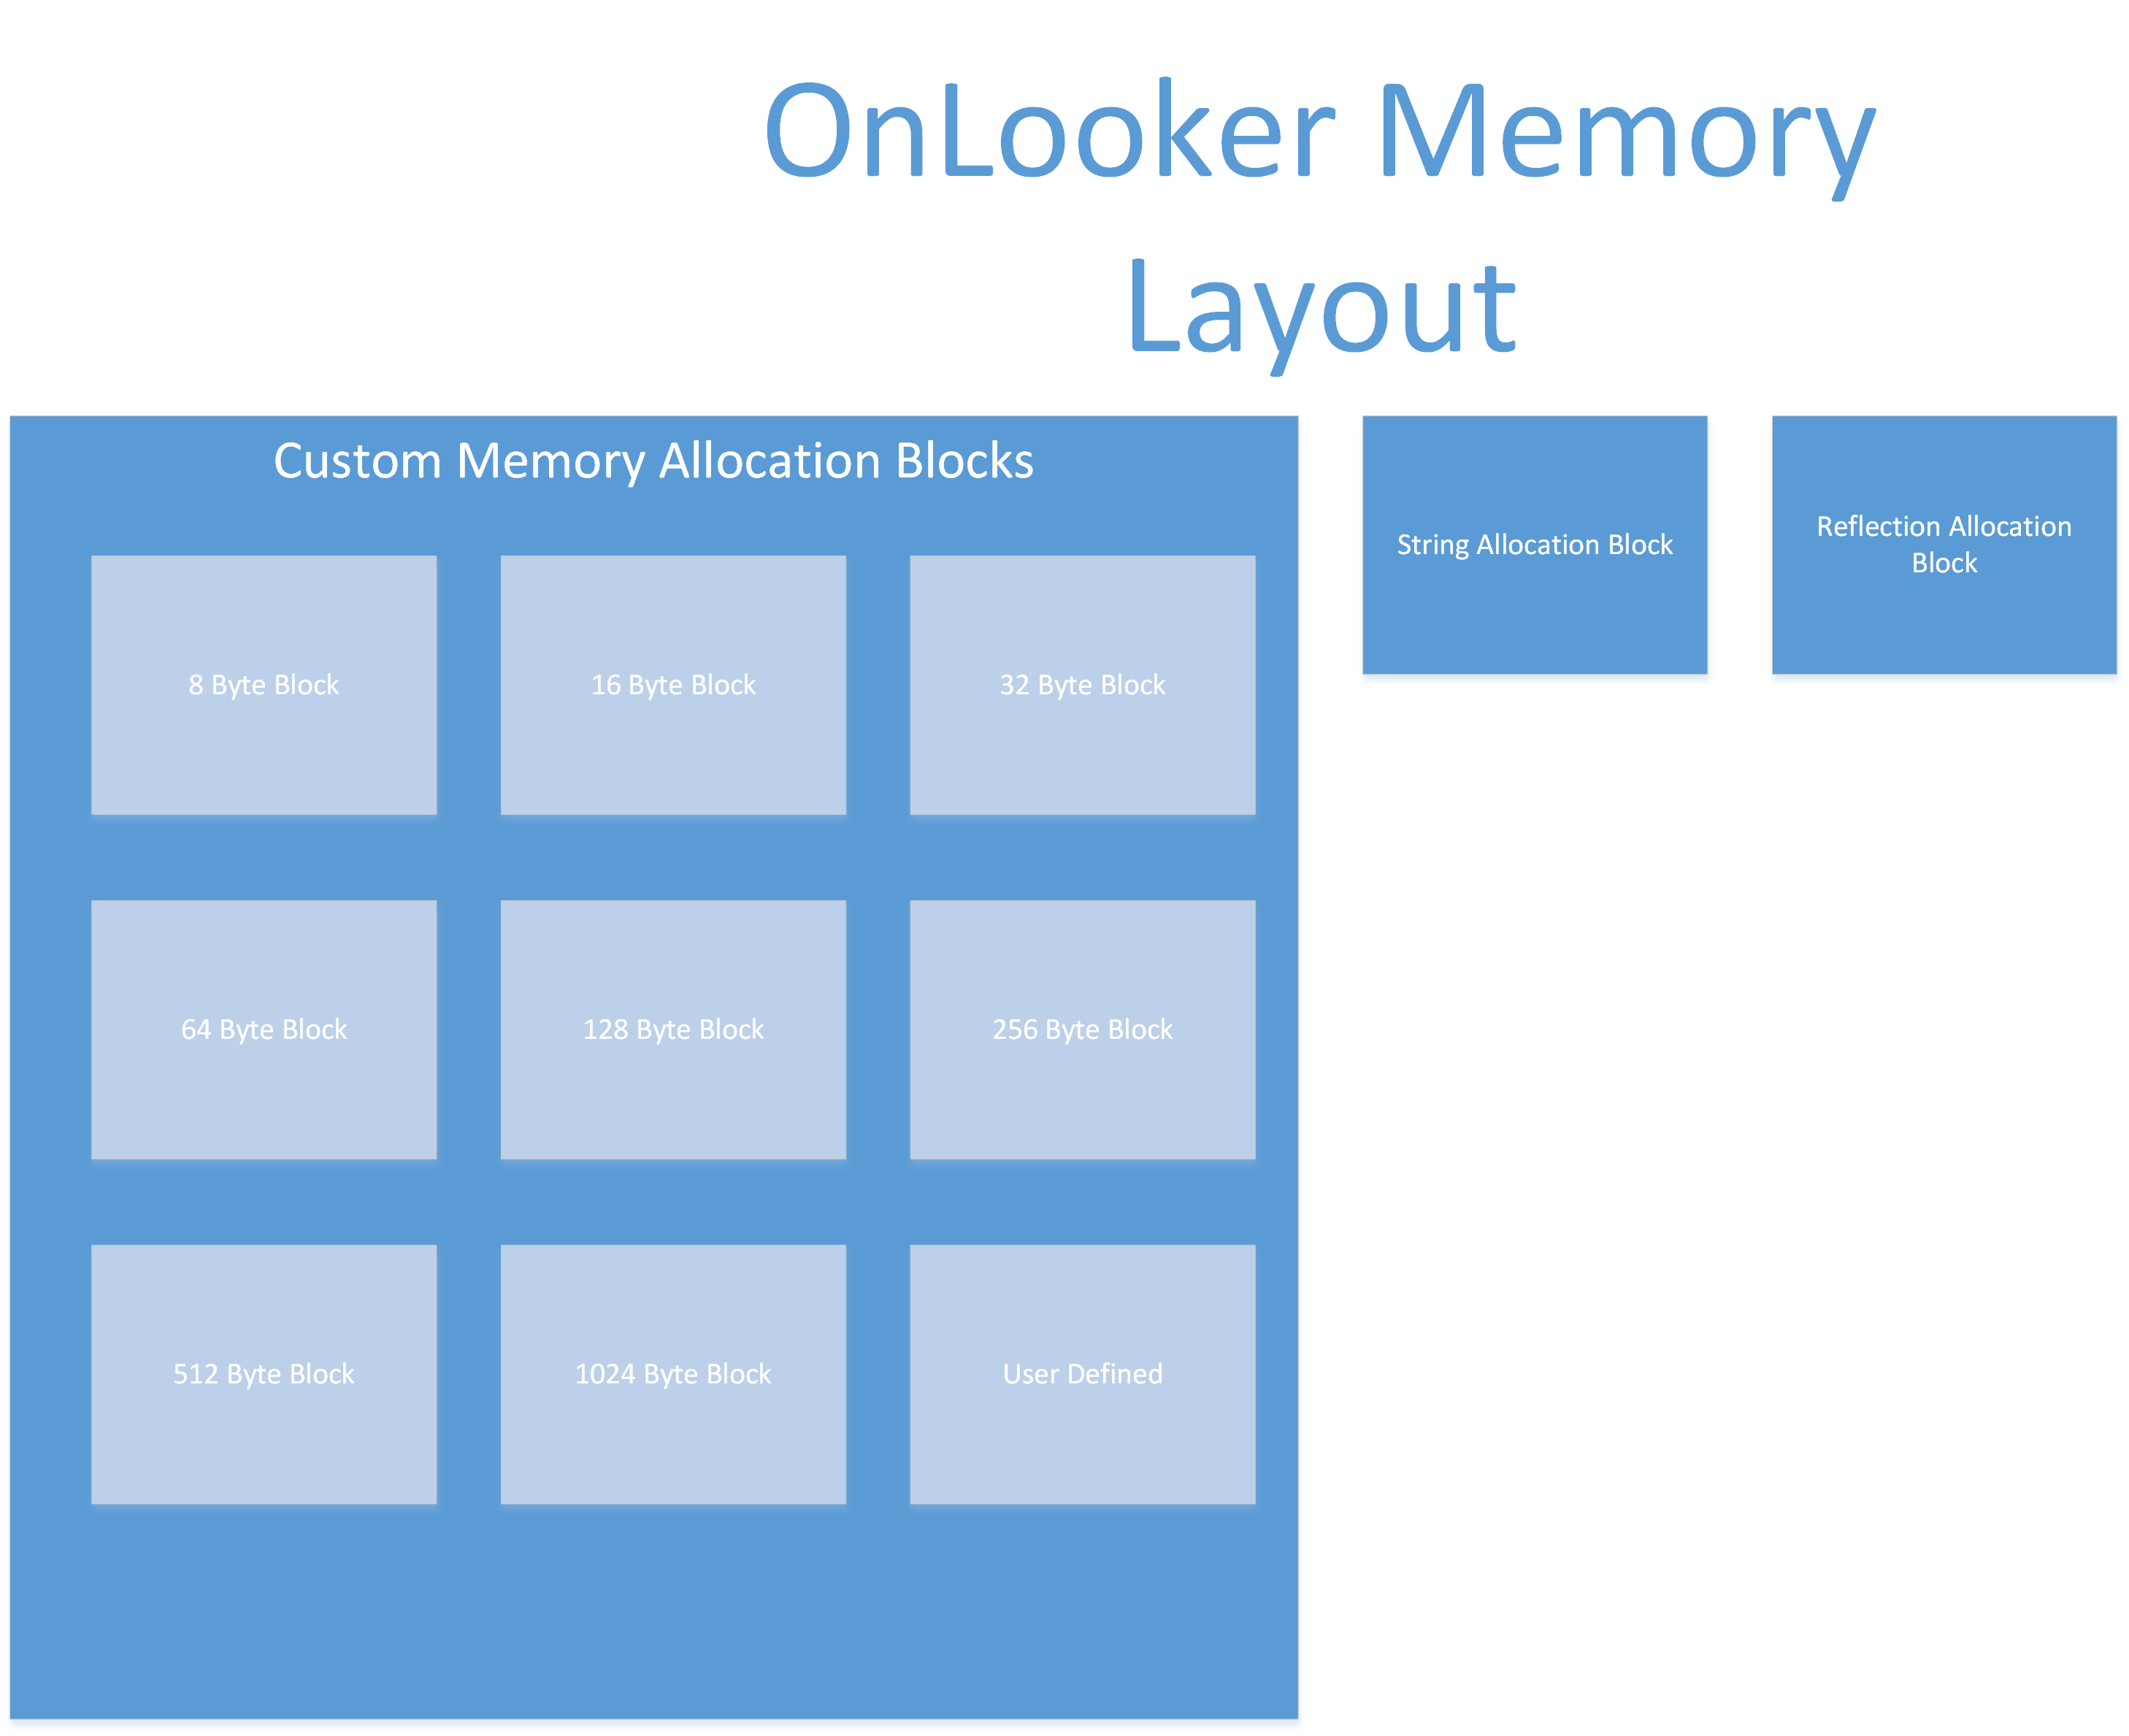 OnLooker Memory
Layout
Custom Memory Allocation Blocks
String Allocation Block
Reflection Allocation
Block
8 Byte Block
16 Byte Block
32 Byte Block
64 Byte Block
128 Byte Block
256 Byte Block
512 Byte Block
1024 Byte Block
User Defined